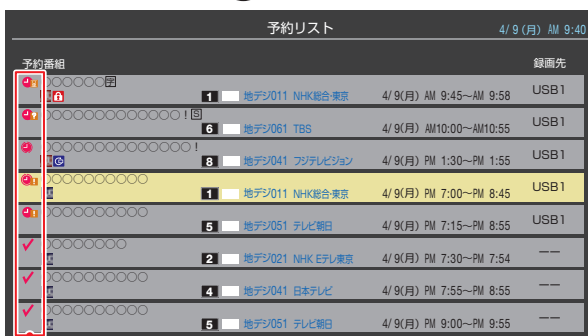 予約リスト 4/ 9 (月) AM 9:40
予約番組 録画先
○○○○○○字
1 地デジ011 NHK総合・東京 4/ 9(月) AM 9:45～AM 9:58 USB1
○○○○○○○○○○○○○○!S
6 地デジ061 TBS 4/ 9(月) AM10:00～AM10:55 USB1
○○○○○○○○○○○○○○○!
8 地デジ041 フジテレビジョン 4/ 9(月) PM 1:30～PM 1:55 USB1
○○○○○○○○○○
1 地デジ011 NHK総合・東京 4/ 9(月) PM 7:00～PM 8:45 USB1
○○○○○○○○○○
5 地デジ051 テレビ朝日 4/ 9(月) PM 7:15～PM 8:55 USB1
○○○○○○○○
2 地デジ021 NHK Eテレ東京 4/ 9(月) PM 7:30～PM 7:54 −−
○○○○○○○○○○
4 地デジ041 日本テレビ 4/ 9(月) PM 7:55～PM 8:55 −−
○○○○○○○○○○
5 地デジ051 テレビ朝日 4/ 9(月) PM 9:00～PM 9:55 −−